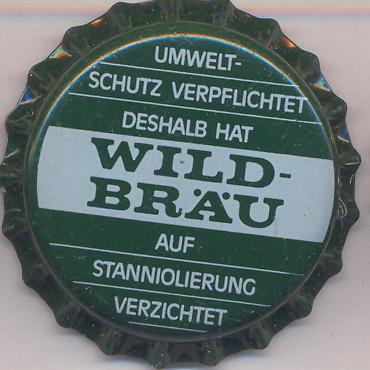 UMWELT-
SCHUTZ VERPFLICHTET
DESHALB HAT
WILD-
BRÄU
AUF
STANNIOLIERUNG
VERZICHTET